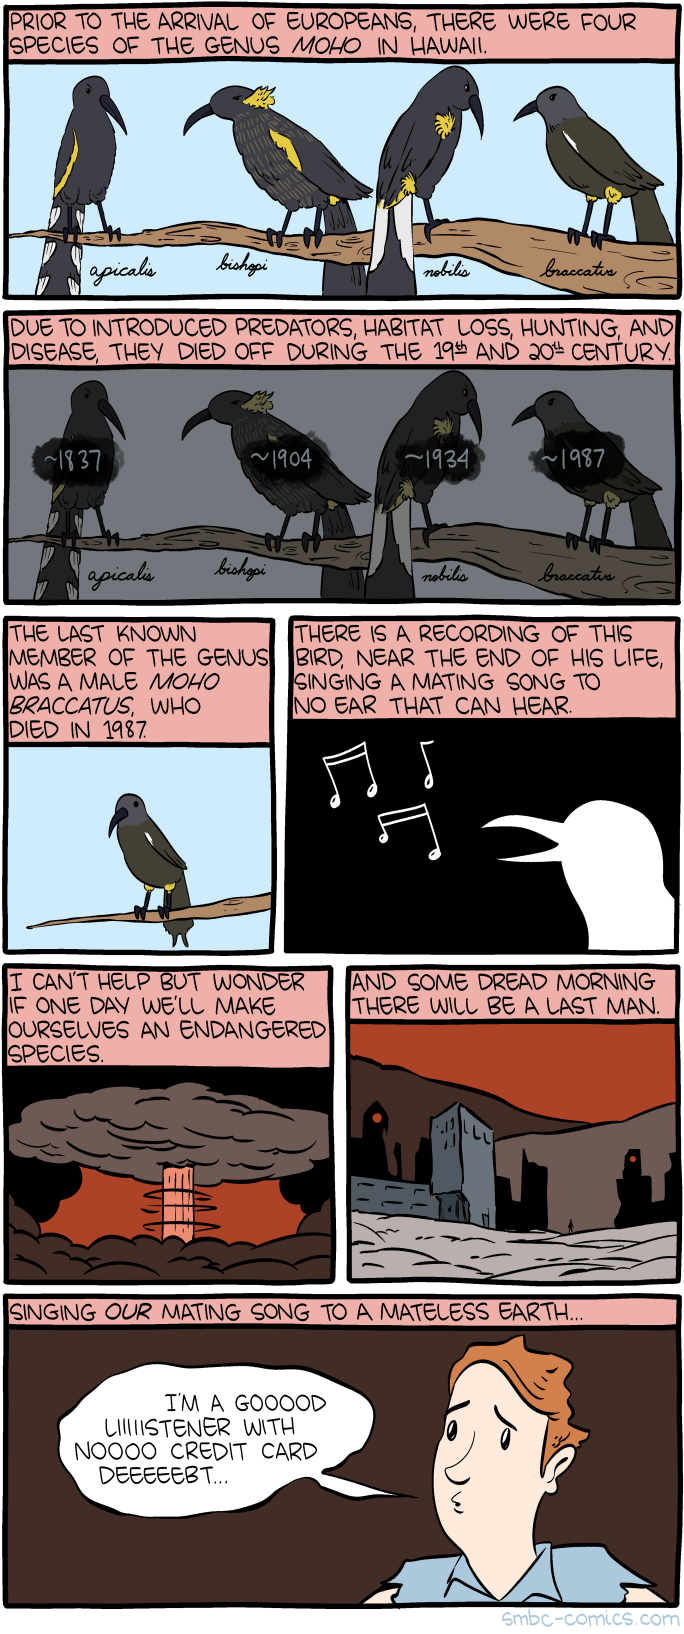 PRIOR TO THE ARRIVAL OF EUROPEANS, THERE WERE FOUR
SPECIES OF THE GENUS MOHO IN HAWAII.
apicalis
bishopi
nobilis
braccatus
DUE TO INTRODUCED PREDATORS, HABITAT LOSS, HUNTING, AND
DISEASE, THEY DIED OFF DURING THE 19th AND 20th CENTURY.
~1837
~1904
~1934
~1987
apicalis
bishopi
nobilis
braccatus
THE LAST KNOWN
MEMBER OF THE GENUS
WAS A MALE MOHO
BRACCATUS, WHO
DIED IN 1987.
THERE IS A RECORDING OF THIS
BIRD, NEAR THE END OF HIS LIFE,
SINGING A MATING SONG TO
NO EAR THAT CAN HEAR.
I CAN'T HELP BUT WONDER
IF ONE DAY WE'LL MAKE
OURSELVES AN ENDANGERED
SPECIES.
AND SOME DREAD MORNING
THERE WILL BE A LAST MAN.
SINGING OUR MATING SONG TO A MATELESS EARTH...
I'M A GOOOOD
LIIIIISTENER WITH
NOOOO CREDIT CARD
DEEEEEBT...
smbc-comics.com